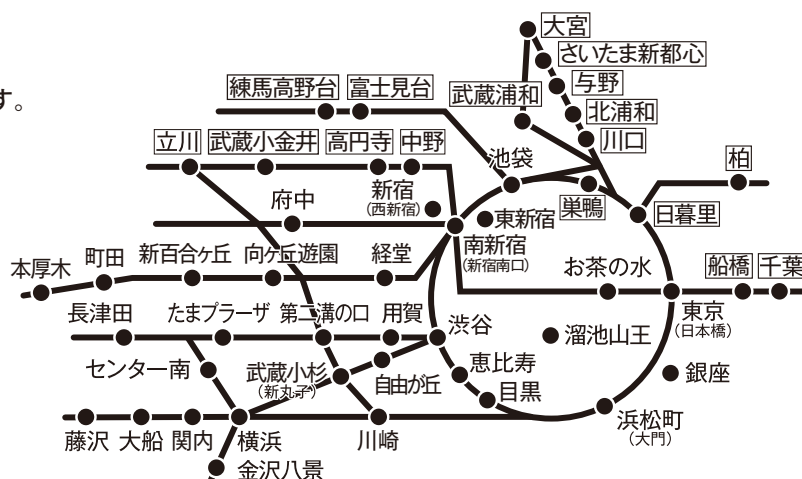 大宮
さいたま新都心
与野
北浦和
川口
武蔵浦和
練馬高野台
富士見台
す。
立川
武蔵小金井
高円寺
中野
池袋
柏
巣鴨
日暮里
新宿
(西新宿)
東新宿
府中
南新宿
(新宿南口)
本厚木
町田
新百合ヶ丘
向ヶ丘遊園
経堂
お茶の水
船橋
千葉
東京
(日本橋)
長津田
たまプラーザ
第二溝の口
用賀
渋谷
溜池山王
センター南
武蔵小杉
(新丸子)
自由が丘
恵比寿
目黒
銀座
浜松町
(大門)
藤沢
大船
関内
横浜
川崎
金沢八景